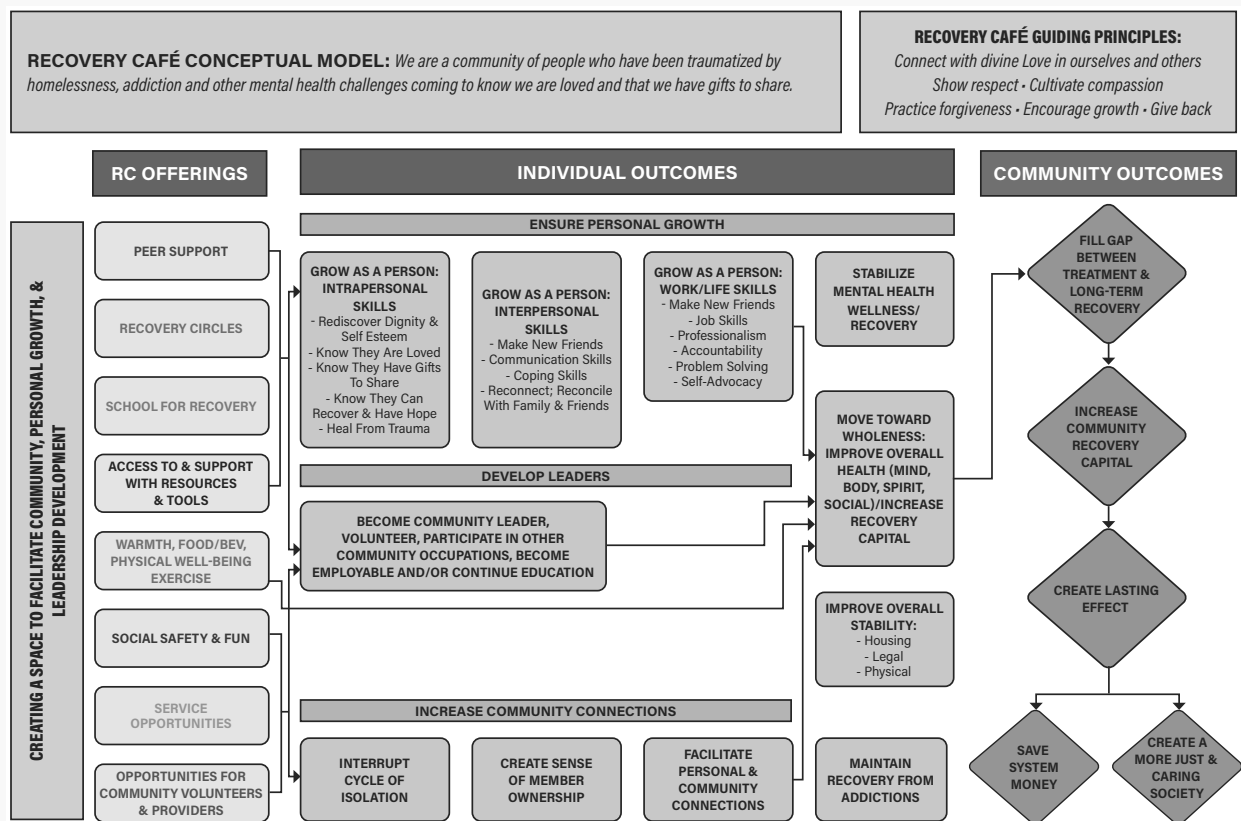 RECOVERY CAFÉ CONCEPTUAL MODEL: We are a community of people who have been traumatized by
homelessness, addiction and other mental health challenges coming to know we are loved and that we have gifts to share.
RECOVERY CAFÉ GUIDING PRINCIPLES:
Connect with divine Love in ourselves and others
Show respect • Cultivate compassion
Practice forgiveness • Encourage growth • Give back
RC OFFERINGS
INDIVIDUAL OUTCOMES
COMMUNITY OUTCOMES
CREATING A SPACE TO FACILITATE COMMUNITY, PERSONAL GROWTH, &
LEADERSHIP DEVELOPMENT
PEER SUPPORT
RECOVERY CIRCLES
SCHOOL FOR RECOVERY
ACCESS TO & SUPPORT
WITH RESOURCES
& TOOLS
WARMTH, FOOD/BEV,
PHYSICAL WELL-BEING
EXERCISE
SOCIAL SAFETY & FUN
SERVICE
OPPORTUNITIES
OPPORTUNITIES FOR
COMMUNITY VOLUNTEERS
& PROVIDERS
ENSURE PERSONAL GROWTH
GROW AS A PERSON:
INTRAPERSONAL
SKILLS
- Rediscover Dignity &
Self Esteem
- Know They Are Loved
- Know They Have Gifts
To Share
- Know They Can
Recover & Have Hope
- Heal From Trauma
GROW AS A PERSON:
INTERPERSONAL
SKILLS
- Make New Friends
- Communication Skills
- Coping Skills
- Reconnect; Reconcile
With Family & Friends
GROW AS A PERSON:
WORK/LIFE SKILLS
- Make New Friends
- Job Skills
- Professionalism
- Accountability
- Problem Solving
- Self-Advocacy
STABILIZE
MENTAL HEALTH
WELLNESS/
RECOVERY
DEVELOP LEADERS
BECOME COMMUNITY LEADER,
VOLUNTEER, PARTICIPATE IN OTHER
COMMUNITY OCCUPATIONS, BECOME
EMPLOYABLE AND/OR CONTINUE EDUCATION
MOVE TOWARD
WHOLENESS:
IMPROVE OVERALL
HEALTH (MIND,
BODY, SPIRIT,
SOCIAL)/INCREASE
RECOVERY
CAPITAL
IMPROVE OVERALL
STABILITY:
- Housing
- Legal
- Physical
INCREASE COMMUNITY CONNECTIONS
INTERRUPT
CYCLE OF
ISOLATION
CREATE SENSE
OF MEMBER
OWNERSHIP
FACILITATE
PERSONAL &
COMMUNITY
CONNECTIONS
MAINTAIN
RECOVERY FROM
ADDICTIONS
FILL GAP
BETWEEN
TREATMENT &
LONG-TERM
RECOVERY
INCREASE
COMMUNITY
RECOVERY
CAPITAL
CREATE LASTING
EFFECT
SAVE
SYSTEM
MONEY
CREATE A
MORE JUST &
CARING
SOCIETY